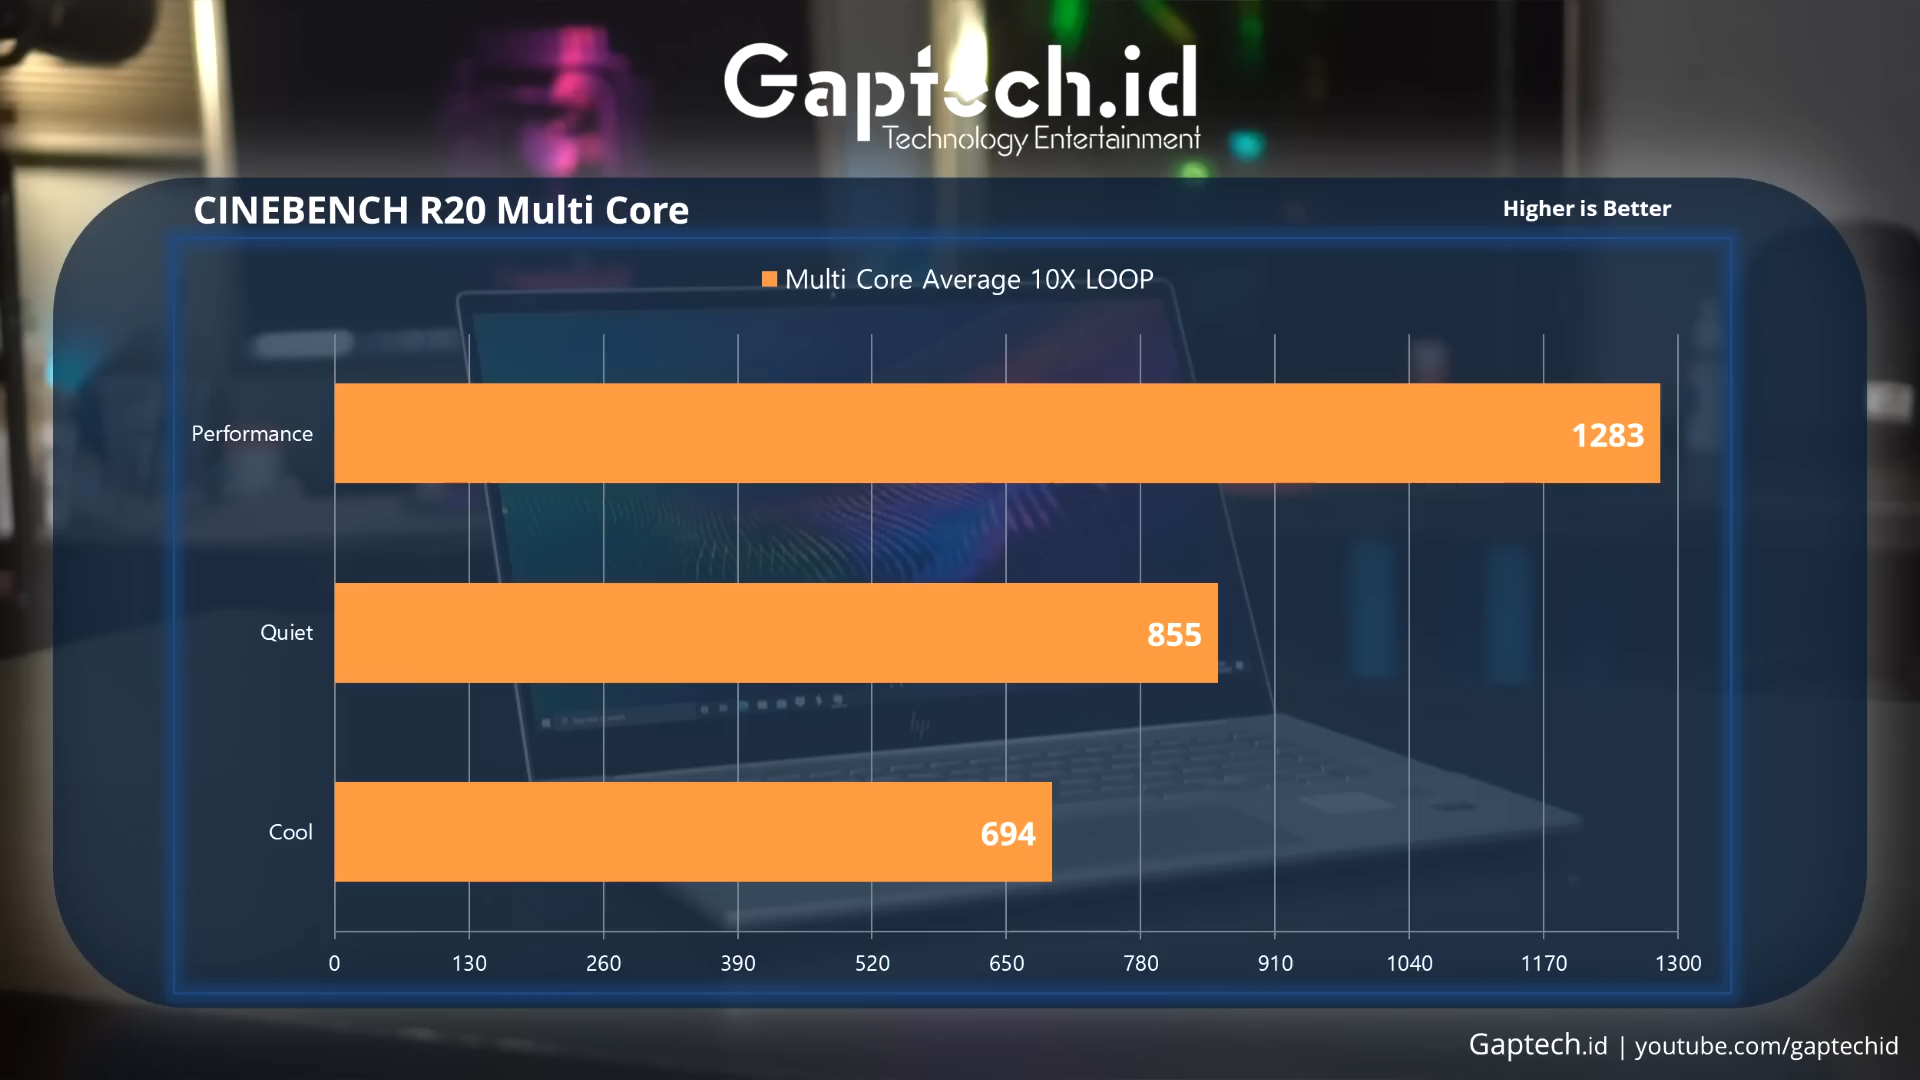 Gaptech.id
Technology Entertainment
CINEBENCH R20 Multi Core
Higher is Better
Multi Core Average 10X LOOP
Performance
1283
Quiet
855
Cool
694
0 130 260 390 520 650 780 910 1040 1170 1300
Gaptech.id | youtube.com/gaptechid